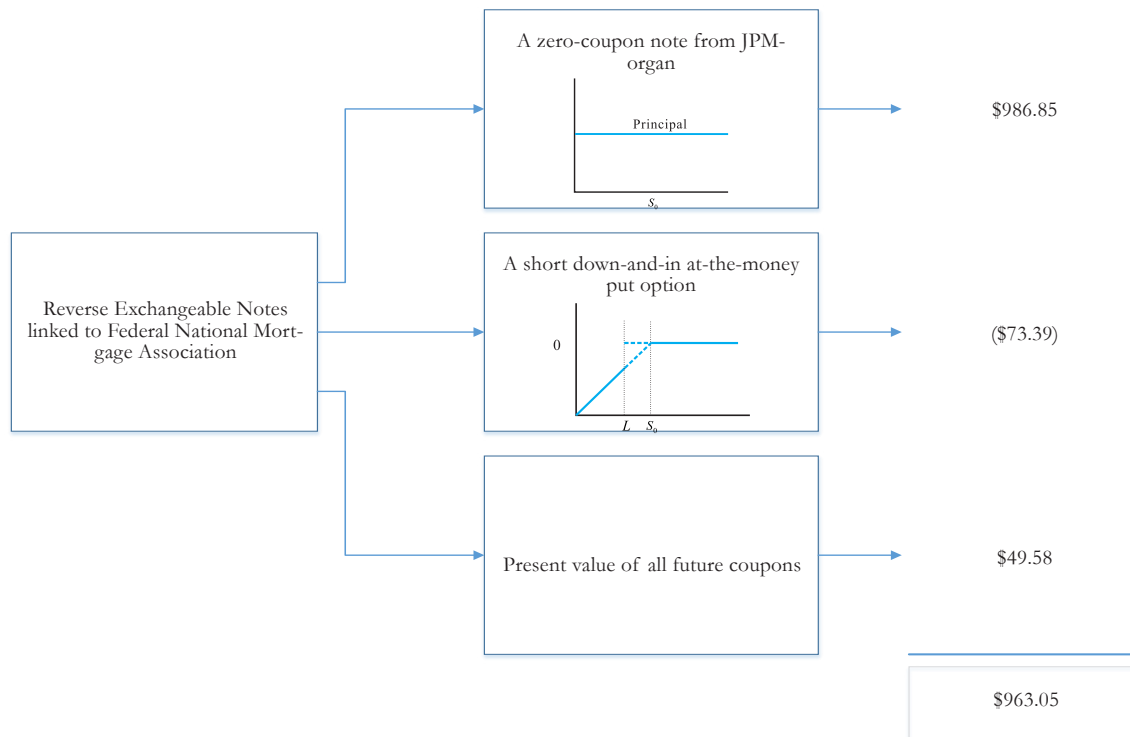 A zero-coupon note from JPM-
organ
Principal
S₀
$986.85
Reverse Exchangeable Notes
linked to Federal National Mort-
gage Association
A short down-and-in at-the-money
put option
0
L S₀
($73.39)
Present value of all future coupons
$49.58
$963.05